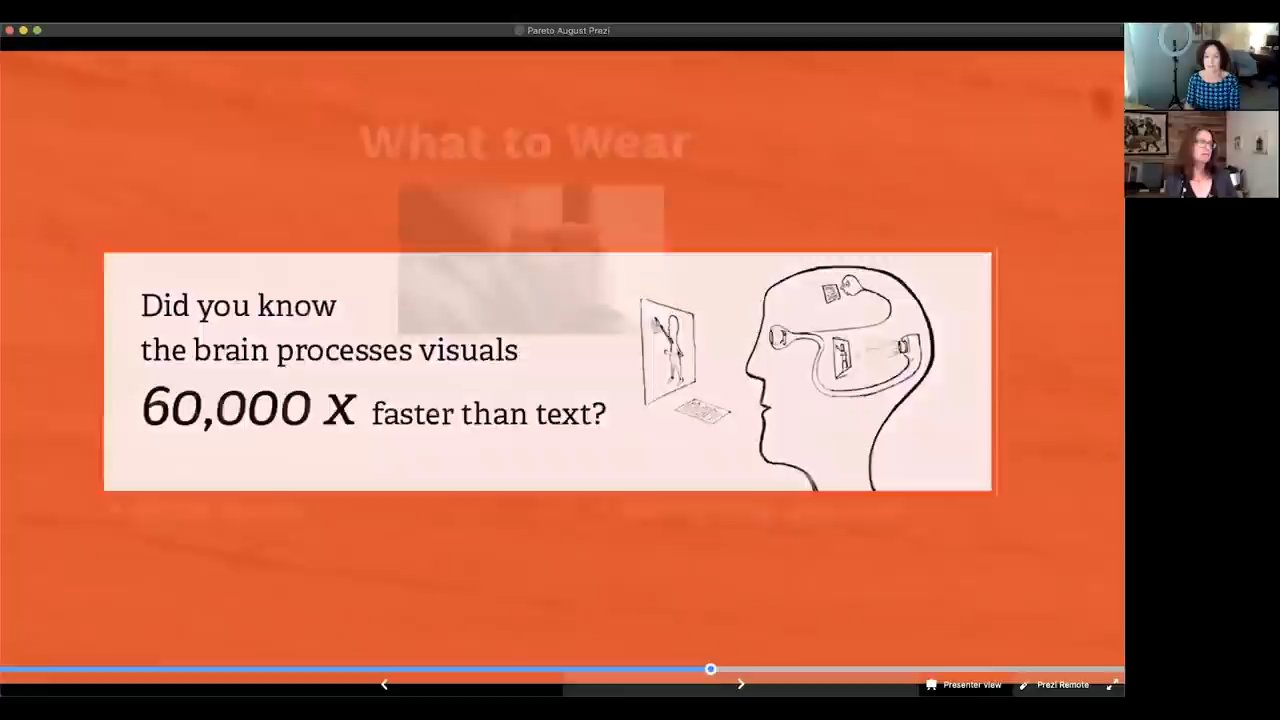 Pareto August Prezi
What to Wear
Did you know
the brain processes visuals
60,000 X faster than text?
Presenter view
Prezi Remote